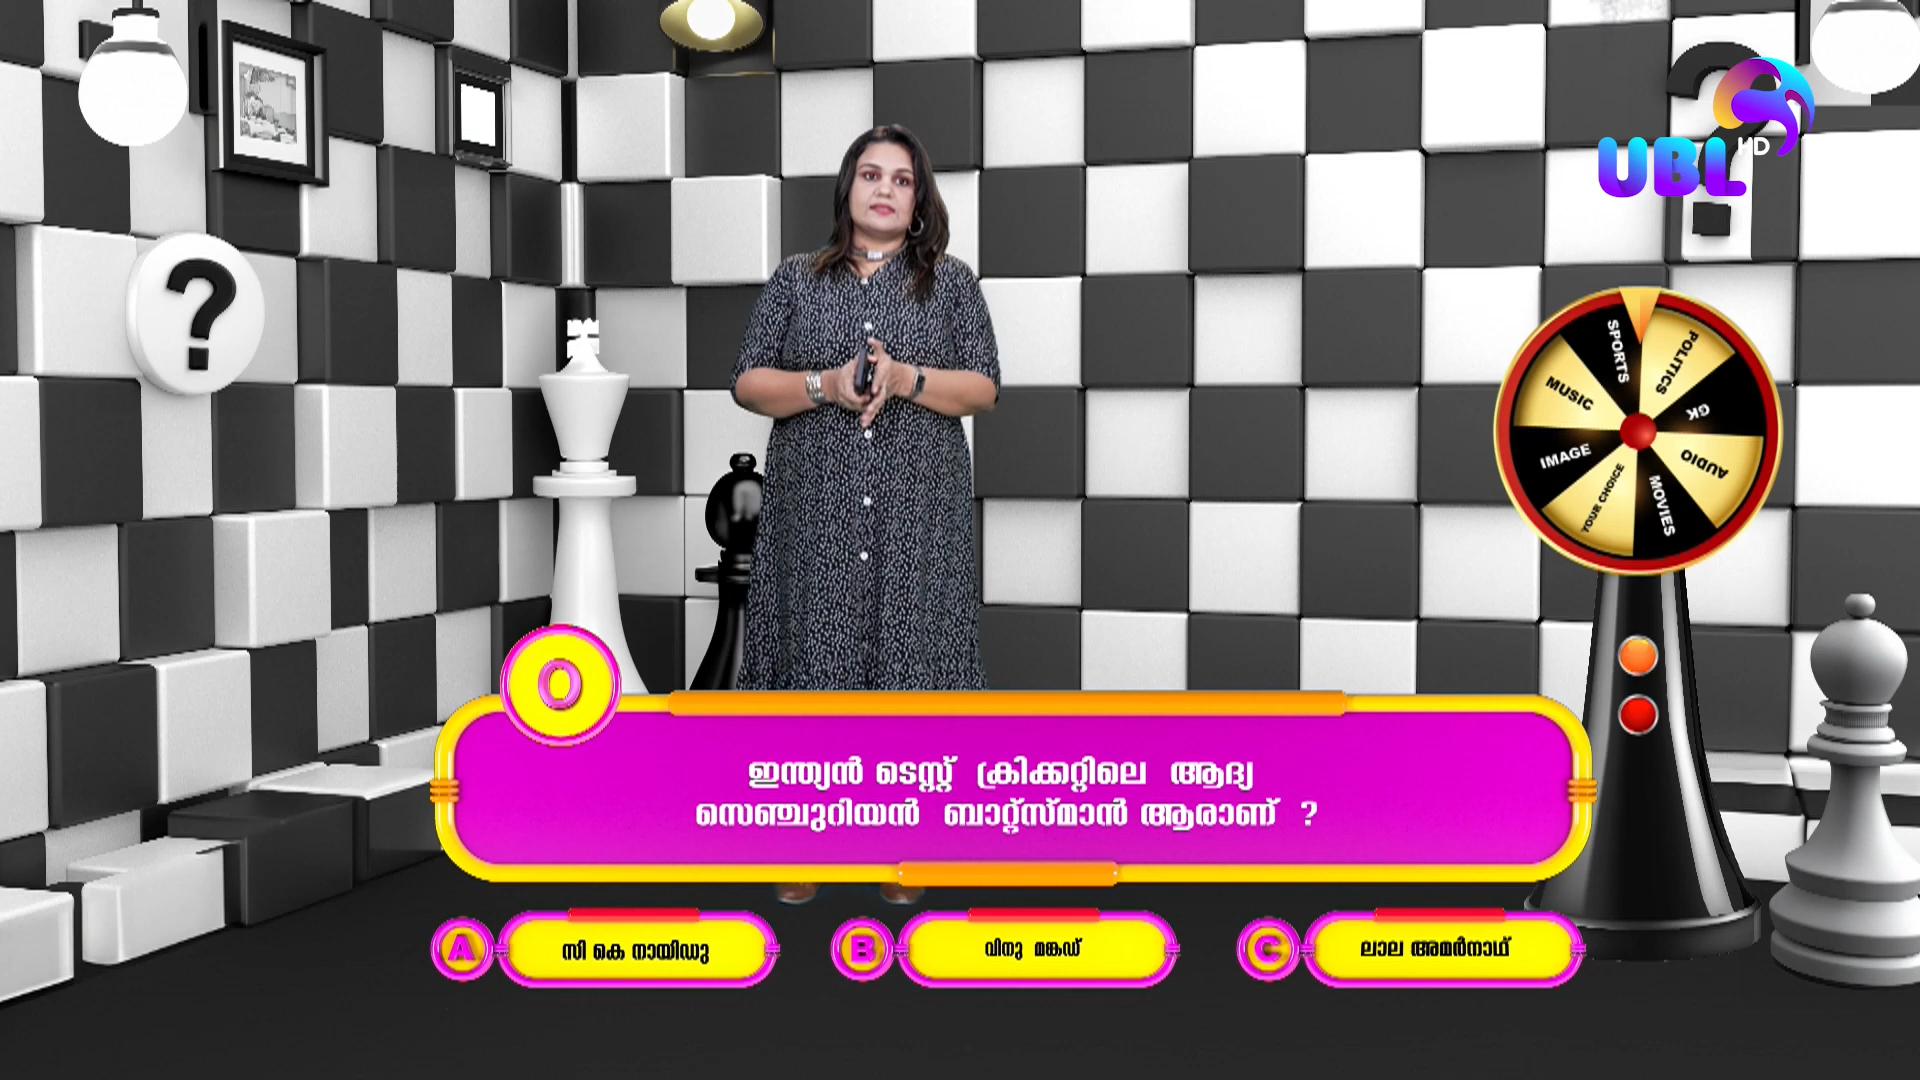 ?
?
UBL HD
SPORTS
POLITICS
GK
AUDIO
MOVIES
YOUR CHOICE
IMAGE
MUSIC
O
ഇന്ത്യൻ ടെസ്റ്റ് ക്രിക്കറ്റിലെ ആദ്യ
സെഞ്ചുറിയൻ ബാറ്റ്സ്മാൻ ആരാണ് ?
A സി കെ നായിഡു
B വിനു മങ്കഡ്
C ലാല അമർനാഥ്